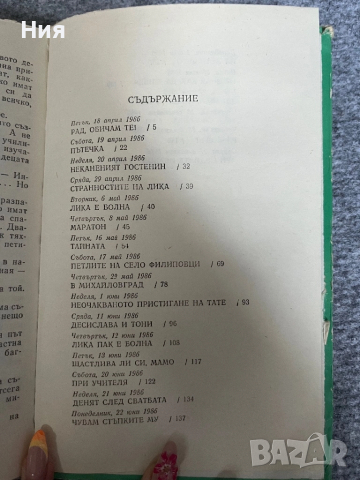 Ния
СЪДЪРЖАНИЕ
Петък, 18 април 1986
РАД, ОБИЧАМ ТЕ! / 5
Събота, 19 април 1986
ПЪТЕЧКА / 22
Неделя, 20 април 1986
НЕКАНЕНИЯТ ГОСТЕНИН / 32
Сряда, 29 април 1986
СТРАННОСТИТЕ НА ЛИКА / 39
Вторник, 6 май 1986
ЛИКА Е БОЛНА / 40
Четвъртък, 8 май 1986
МАРАТОН / 45
Петък, 16 май 1986
ТАЙНАТА / 54
Събота, 17 май 1986
ПЕТЛИТЕ НА СЕЛО ФИЛИПОВЦИ / 69
Четвъртък, 29 май 1986
В МИХАЙЛОВГРАД / 78
Неделя, 1 юни 1986
НЕОЧАКВАНОТО ПРИСТИГАНЕ НА ТАТЕ / 93
Сряда, 11 юни 1986
ДЕСИСЛАВА И ТОНИ / 96
Четвъртък, 12 юни 1986
ЛИКА ПАК Е БОЛНА / 108
Петък, 13 юни 1986
ЩАСТЛИВА ЛИ СИ, МАМО / 117
Събота, 20 юни 1986
ПРИ УЧИТЕЛЯ / 122
Неделя, 21 юни 1986
ДЕНЯТ СЛЕД СВАТБАТА / 134
Понеделник, 22 юни 1986
ЧУВАМ СТЪПКИТЕ МУ / 137
BAZAR